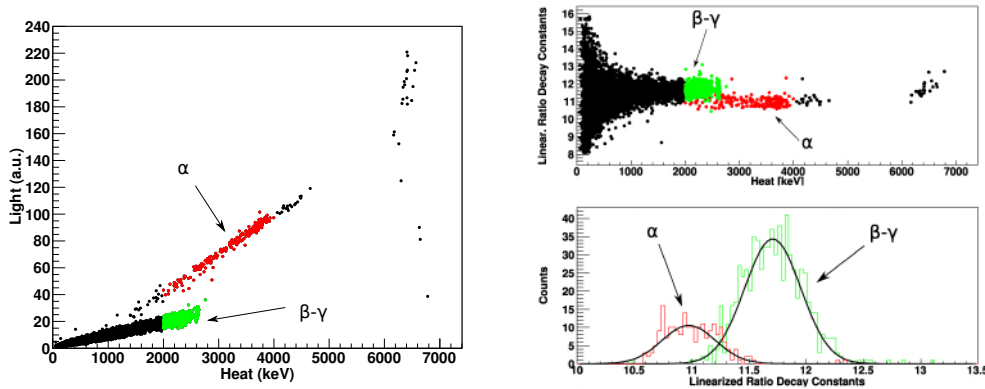 240
220
200
180
160
140
120
100
80
60
40
20
0
Light (a.u.)
α
β-γ
0 1000 2000 3000 4000 5000 6000 7000
Heat (keV)
16
15
14
13
12
11
10
9
8
Linear. Ratio Decay Constants
β-γ
α
0 1000 2000 3000 4000 5000 6000 7000
Heat [keV]
40
35
30
25
20
15
10
5
0
Counts
α
β-γ
10 10.5 11 11.5 12 12.5 13 13.5
Linearized Ratio Decay Constants